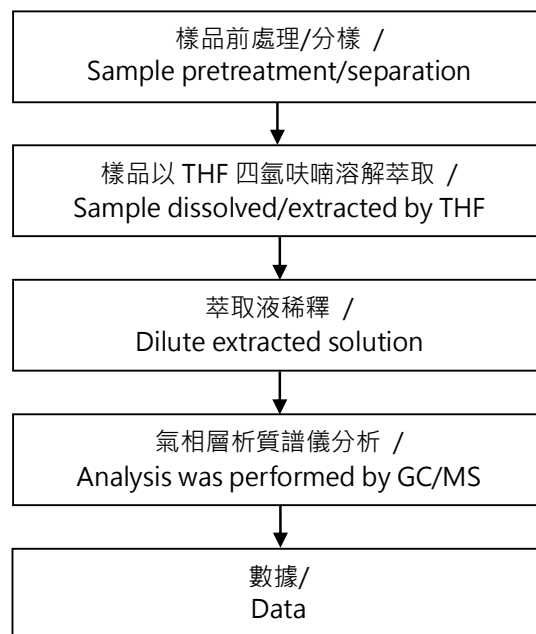 樣品前處理/分樣 /
Sample pretreatment/separation
樣品以 THF 四氫呋喃溶解萃取 /
Sample dissolved/extracted by THF
萃取液稀釋 /
Dilute extracted solution
氣相層析質譜儀分析 /
Analysis was performed by GC/MS
數據/
Data